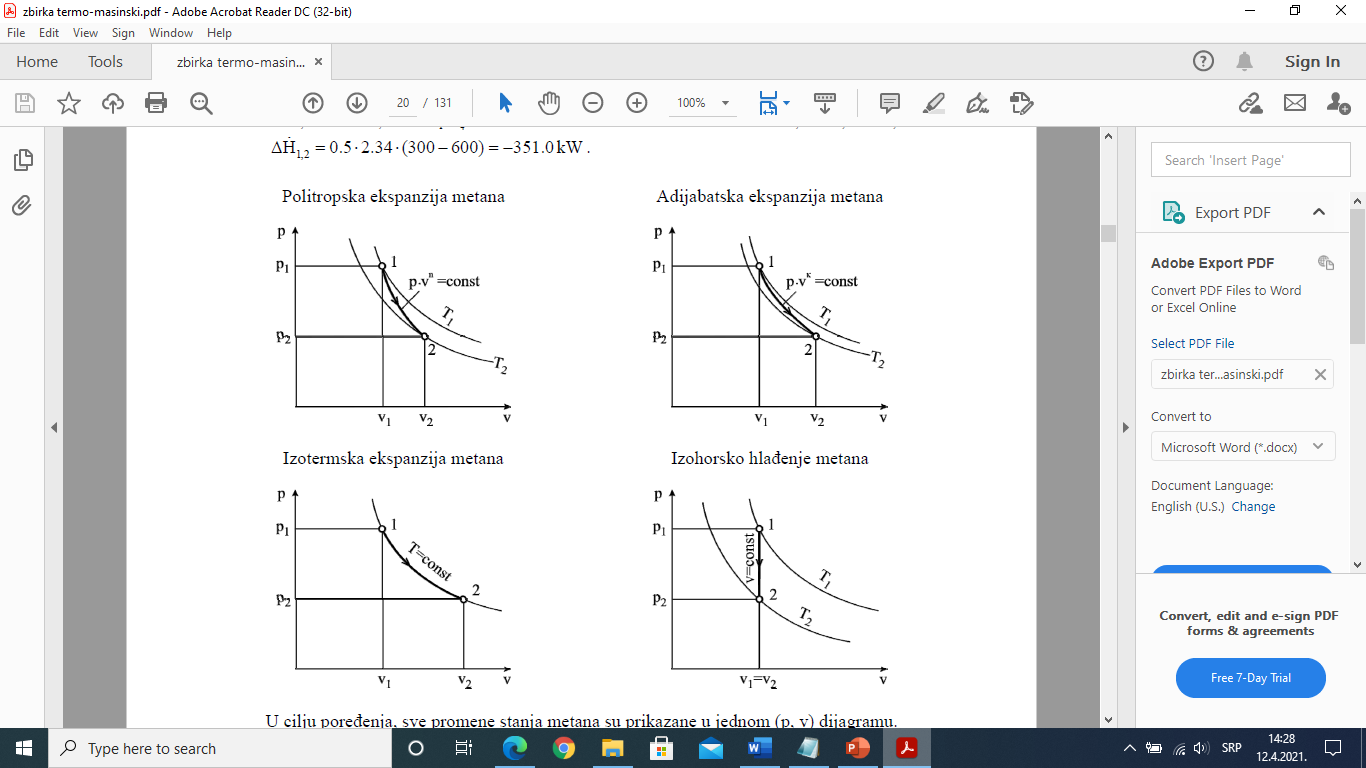 zbirka termo-masinski.pdf - Adobe Acrobat Reader DC (32-bit)
File Edit View Sign Window Help
Home Tools zbirka termo-masin... × Sign In
20 / 131 100%
ΔḢ1,2 = 0.5·2.34·(300−600) = −351.0 kW .
Politropska ekspanzija metana
p
p1
p2
1
p·vⁿ =const
T1
2
T2
v1 v2 v
Adijabatska ekspanzija metana
p
p1
p2
1
p·vᵏ =const
T1
2
T2
v1 v2 v
Izotermska ekspanzija metana
p
p1
p2
1
T=const
2
v1 v2 v
Izohorsko hlađenje metana
p
p1
p2
1
v=const
T1
2
T2
v1=v2 v
U cilju poređenja, sve promene stanja metana su prikazane u jednom (p, v) dijagramu.
Search 'Insert Page'
Export PDF
Adobe Export PDF
Convert PDF Files to Word
or Excel Online
Select PDF File
zbirka ter...asinski.pdf
Convert to
Microsoft Word (*.docx)
Document Language:
English (U.S.) Change
Convert, edit and e-sign PDF
forms & agreements
Free 7-Day Trial
Type here to search
SRP
14:28
12.4.2021.